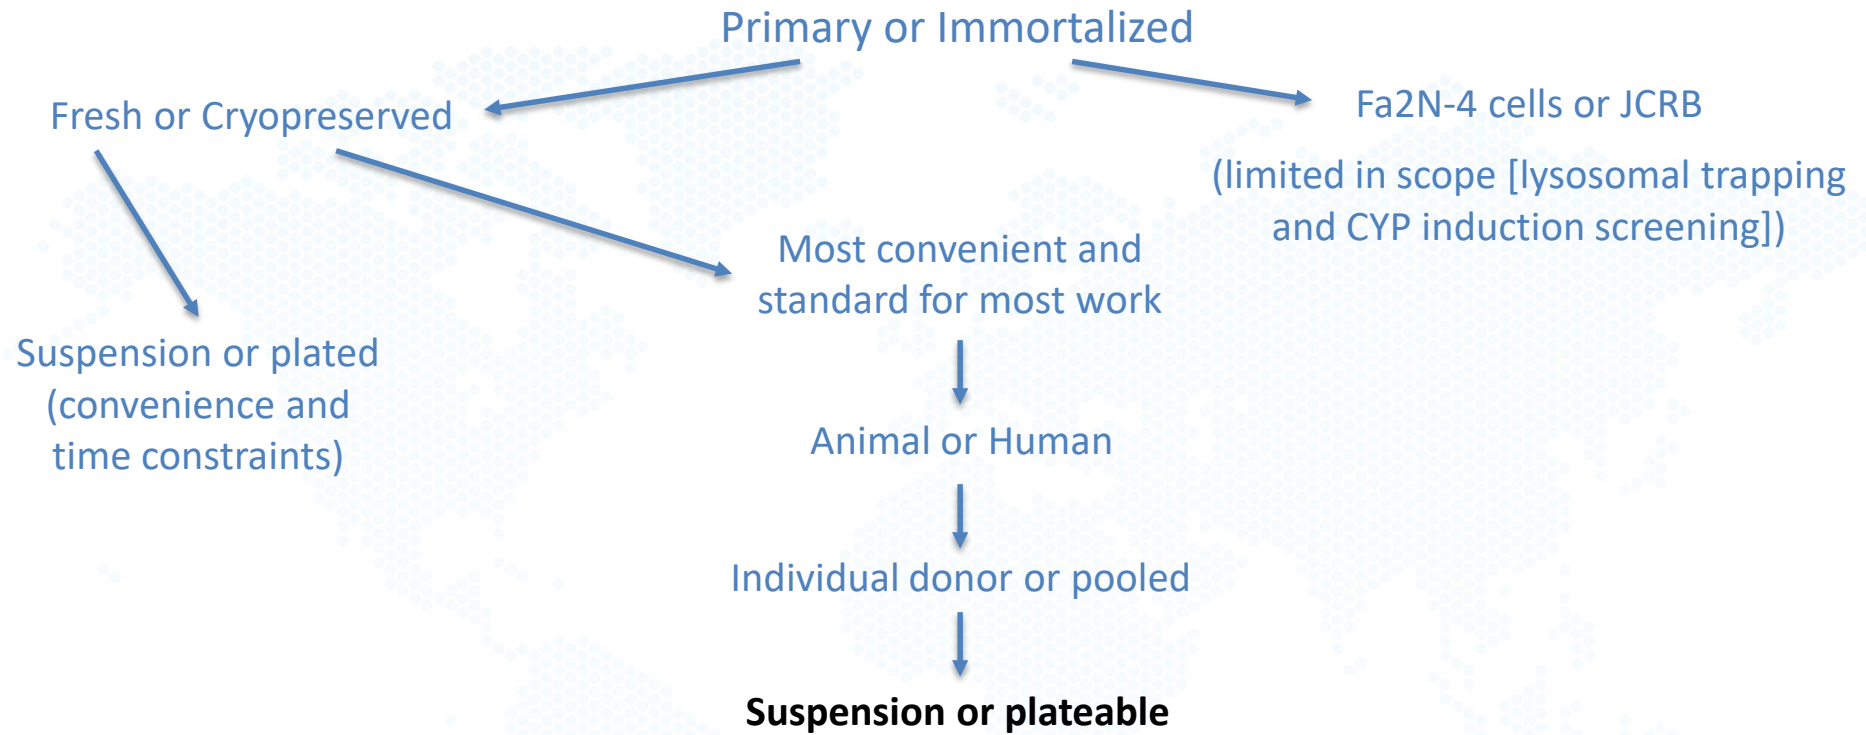 Primary or Immortalized
Fresh or Cryopreserved
Fa2N-4 cells or JCRB
(limited in scope [lysosomal trapping
and CYP induction screening])
Most convenient and
standard for most work
Suspension or plated
(convenience and
time constraints)
Animal or Human
Individual donor or pooled
Suspension or plateable